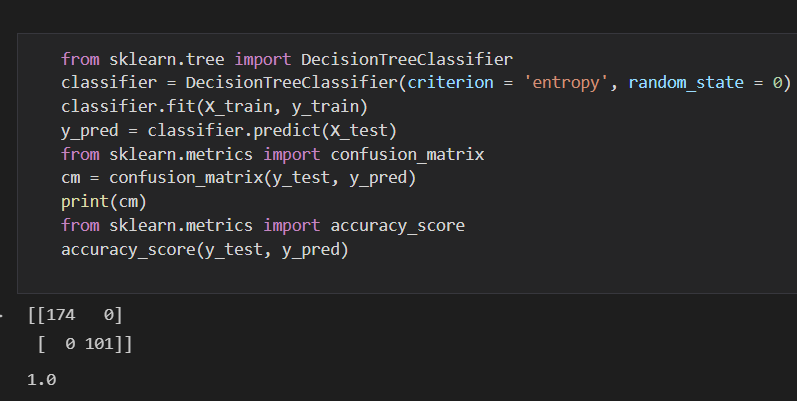 from sklearn.tree import DecisionTreeClassifier
classifier = DecisionTreeClassifier(criterion = 'entropy', random_state = 0)
classifier.fit(X_train, y_train)
y_pred = classifier.predict(X_test)
from sklearn.metrics import confusion_matrix
cm = confusion_matrix(y_test, y_pred)
print(cm)
from sklearn.metrics import accuracy_score
accuracy_score(y_test, y_pred)
[[174   0]
 [  0 101]]
1.0